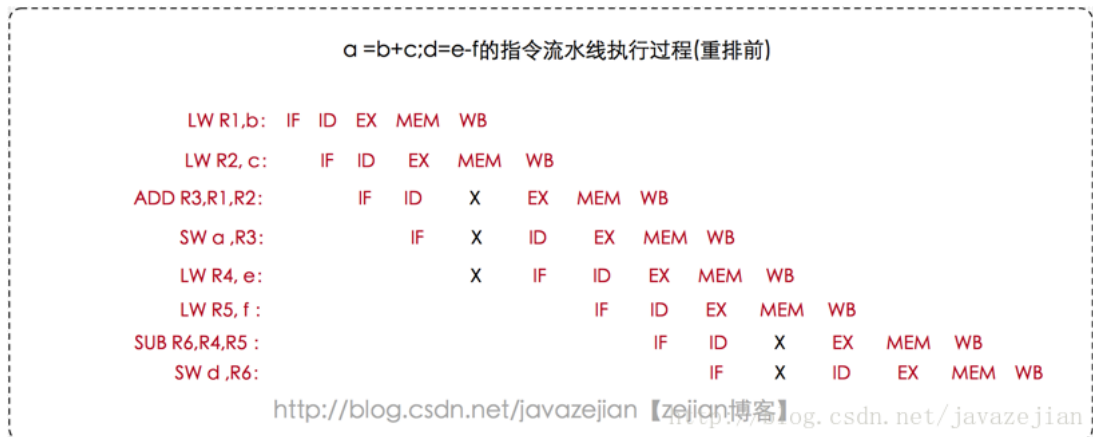 a =b+c;d=e-f的指令流水线执行过程(重排前)
LW R1,b: IF ID EX MEM WB
LW R2, c: IF ID EX MEM WB
ADD R3,R1,R2: IF ID X EX MEM WB
SW a ,R3: IF X ID EX MEM WB
LW R4, e: X IF ID EX MEM WB
LW R5, f : IF ID EX MEM WB
SUB R6,R4,R5 : IF ID X EX MEM WB
SW d ,R6: IF X ID EX MEM WB
http://blog.csdn.net/javazejian【zejian博客】
http://blog.csdn.net/javazejian